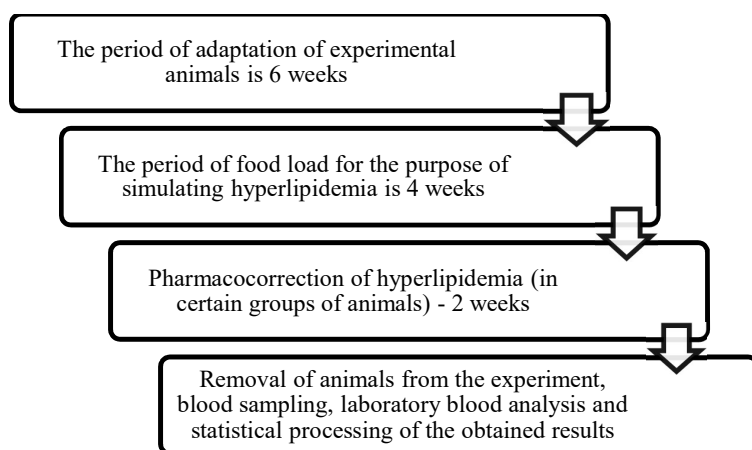 The period of adaptation of experimental
animals is 6 weeks
The period of food load for the purpose of
simulating hyperlipidemia is 4 weeks
Pharmacocorrection of hyperlipidemia (in
certain groups of animals) - 2 weeks
Removal of animals from the experiment,
blood sampling, laboratory blood analysis and
statistical processing of the obtained results